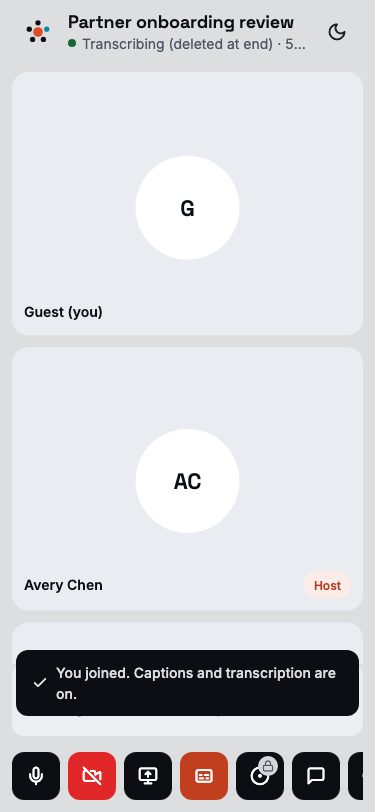 Partner onboarding review
Transcribing (deleted at end) · 5...
G
Guest (you)
AC
Avery Chen
Host
You joined. Captions and transcription are
on.